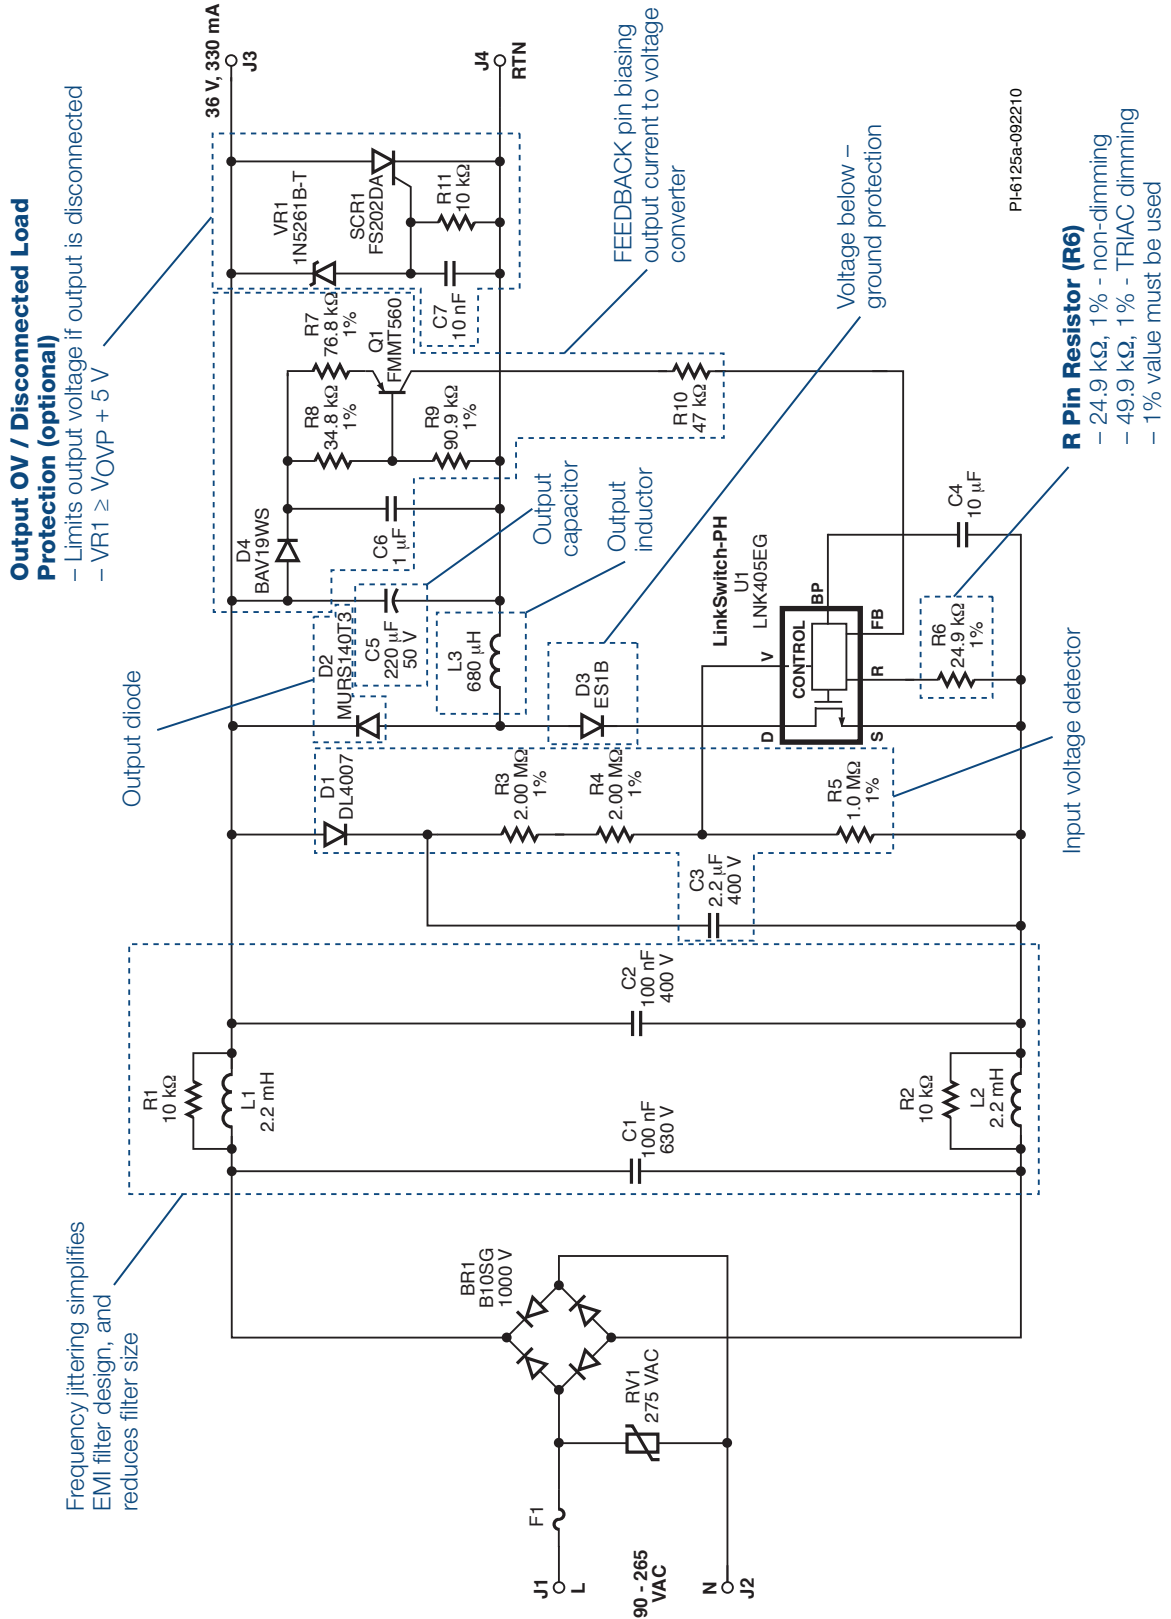 Output OV / Disconnected Load
Protection (optional)
– Limits output voltage if output is disconnected
– VR1 ≥ VOVP + 5 V
Frequency jittering simplifies
EMI filter design, and
reduces filter size
Output diode
36 V, 330 mA
J3
J4
RTN
R1
10 kΩ
L1
2.2 mH
C1
100 nF
630 V
C2
100 nF
400 V
R2
10 kΩ
L2
2.2 mH
BR1
B10SG
1000 V
RV1
275 VAC
F1
J1
L
90 - 265
VAC
N
J2
D1
DL4007
R3
2.00 MΩ
1%
R4
2.00 MΩ
1%
R5
1.0 MΩ
1%
C3
2.2 µF
400 V
D2
MURS140T3
C5
220 µF
50 V
L3
680 µH
D3
ES1B
D4
BAV19WS
C6
1 µF
R8
34.8 kΩ
1%
R7
76.8 kΩ
1%
Q1
FMMT560
R9
90.9 kΩ
1%
R10
47 kΩ
VR1
1N5261B-T
SCR1
FS202DA
R11
10 kΩ
C7
10 nF
Output
capacitor
Output
inductor
FEEDBACK pin biasing
output current to voltage
converter
Voltage below –
ground protection
LinkSwitch-PH
U1
LNK405EG
D
V
BP
CONTROL
S
R
FB
C4
10 µF
R6
24.9 kΩ
1%
Input voltage detector
R Pin Resistor (R6)
– 24.9 kΩ, 1% - non-dimming
– 49.9 kΩ, 1% - TRIAC dimming
– 1% value must be used
PI-6125a-092210